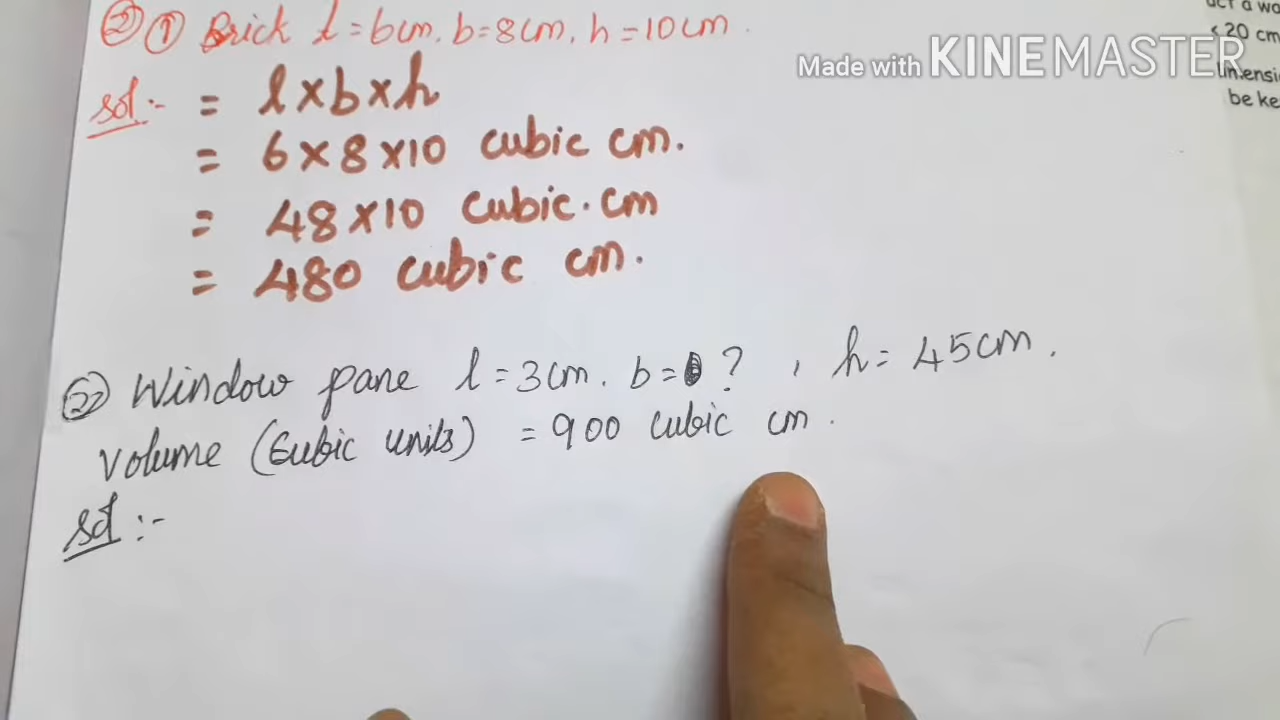 ② ① Brick l = 6cm, b = 8cm, h = 10cm.
Made with KINEMASTER
< 20 cm
be ke
sol :- = l × b × h
= 6 × 8 × 10 cubic cm.
= 48 × 10 cubic. cm
= 480 cubic cm.
② Window pane l = 3cm. b = ? , h = 45cm.
Volume (Cubic units) = 900 cubic cm.
Sol :-